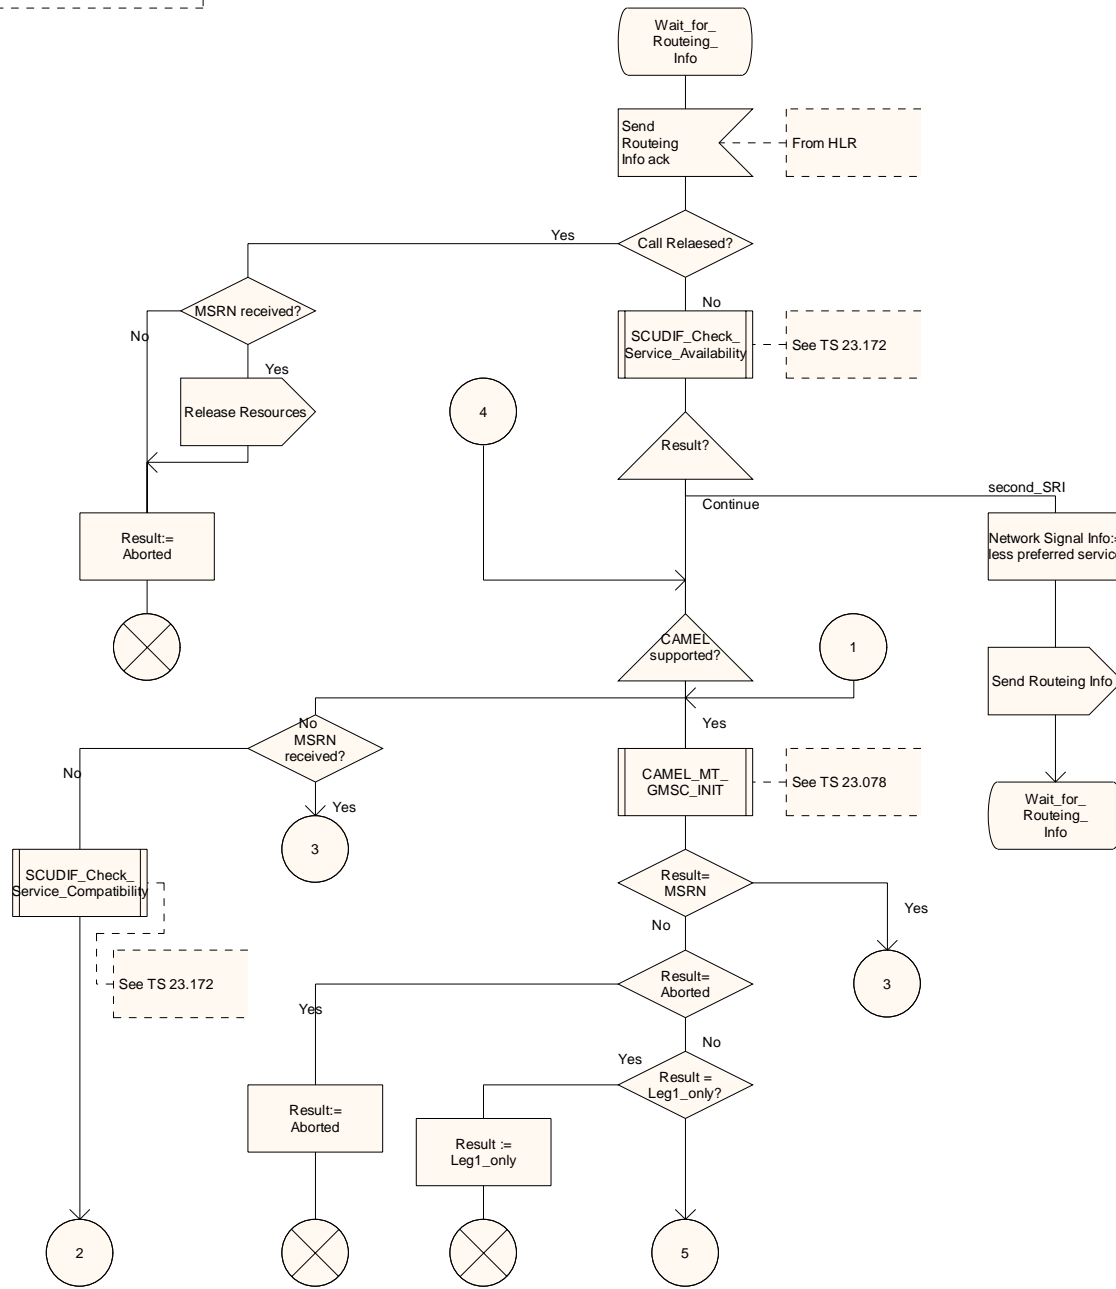 Wait_for_
Routeing_
Info
Send
Routeing
Info ack
From HLR
Yes
Call Relaesed?
MSRN received?
No
No
SCUDIF_Check_
Service_Availability
See TS 23.172
Yes
Release Resources
4
Result?
second_SRI
Continue
Result:=
Aborted
Network Signal Info:=
less preferred service
CAMEL
supported?
1
Send Routeing Info
No
MSRN
received?
Yes
No
CAMEL_MT_
GMSC_INIT
See TS 23.078
Yes
3
Wait_for_
Routeing_
Info
SCUDIF_Check_
Service_Compatibility
Result=
MSRN
Yes
No
See TS 23.172
Result=
Aborted
3
Yes
No
Yes
Result =
Leg1_only?
Result:=
Aborted
Result :=
Leg1_only
2
5